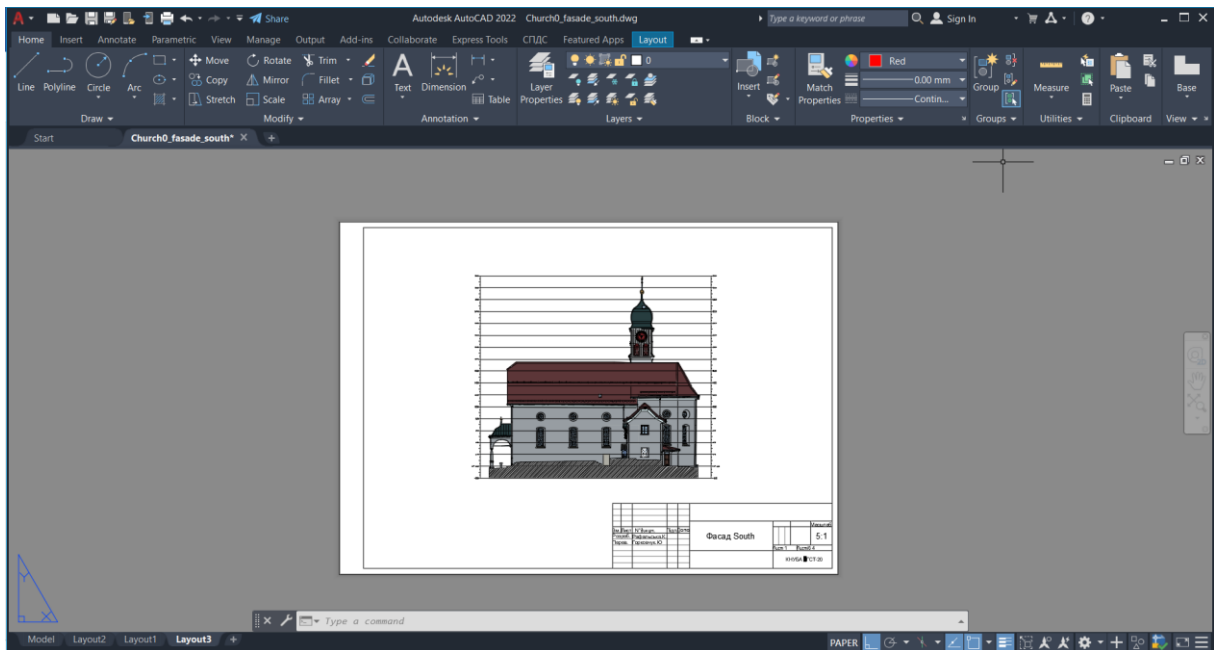 Share Autodesk AutoCAD 2022 Church0_fasade_south.dwg Type a keyword or phrase Sign In
Home Insert Annotate Parametric View Manage Output Add-ins Collaborate Express Tools СПДС Featured Apps Layout
Move Rotate Trim 0 Red
Copy Mirror Fillet 0.00 mm
Line Polyline Circle Arc Text Dimension Layer Properties Insert Match Properties Group Measure Paste Base
Stretch Scale Array Table Contin...
Draw Modify Annotation Layers Block Properties Groups Utilities Clipboard View
Start Church0_fasade_south*
Масштаб
Фасад South 5:1
Y
X
Type a command
Model Layout2 Layout1 Layout3 PAPER